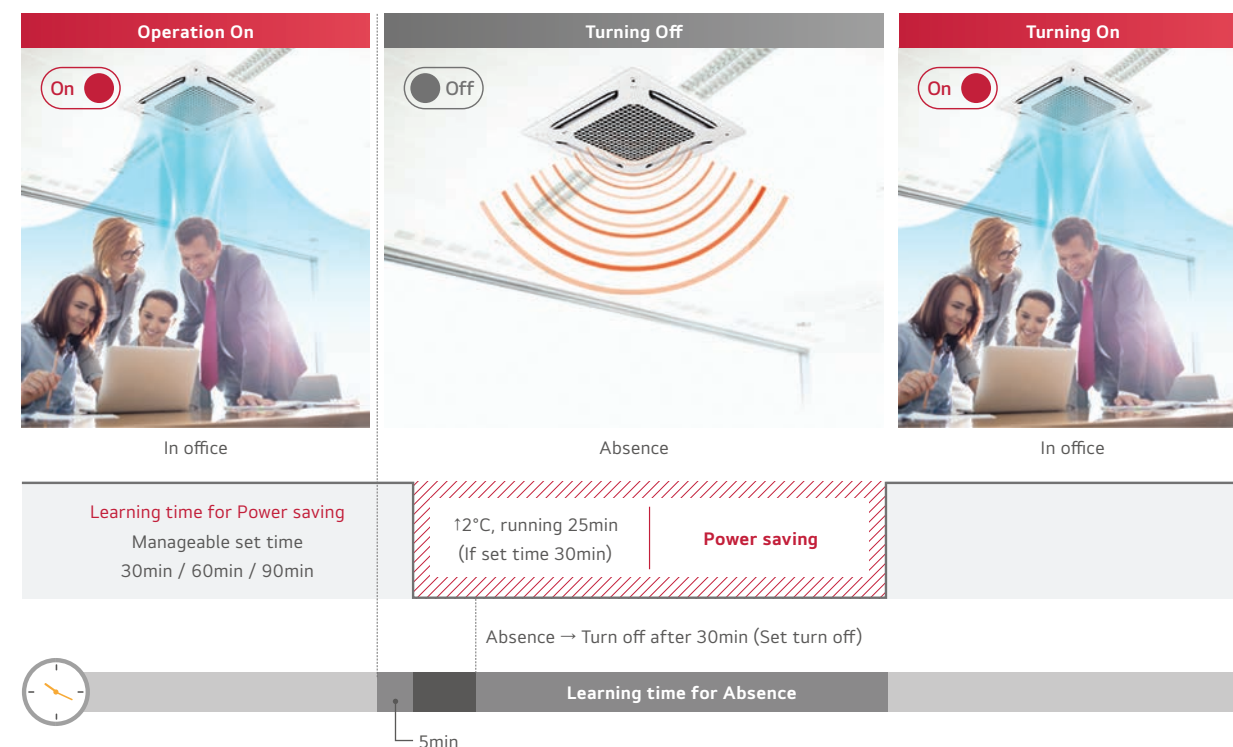 Operation On
Turning Off
Turning On
On
Off
On
In office
Absence
In office
Learning time for Power saving
Manageable set time
30min / 60min / 90min
↑2°C, running 25min
(If set time 30min)
Power saving
Absence → Turn off after 30min (Set turn off)
Learning time for Absence
5min